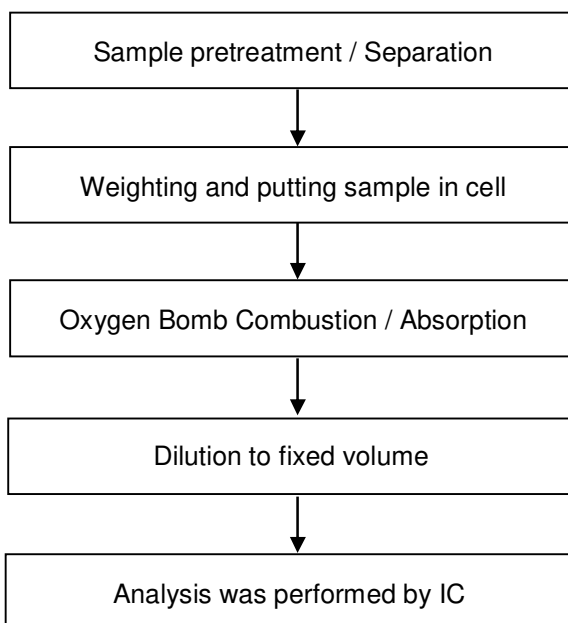 Sample pretreatment / Separation
Weighting and putting sample in cell
Oxygen Bomb Combustion / Absorption
Dilution to fixed volume
Analysis was performed by IC